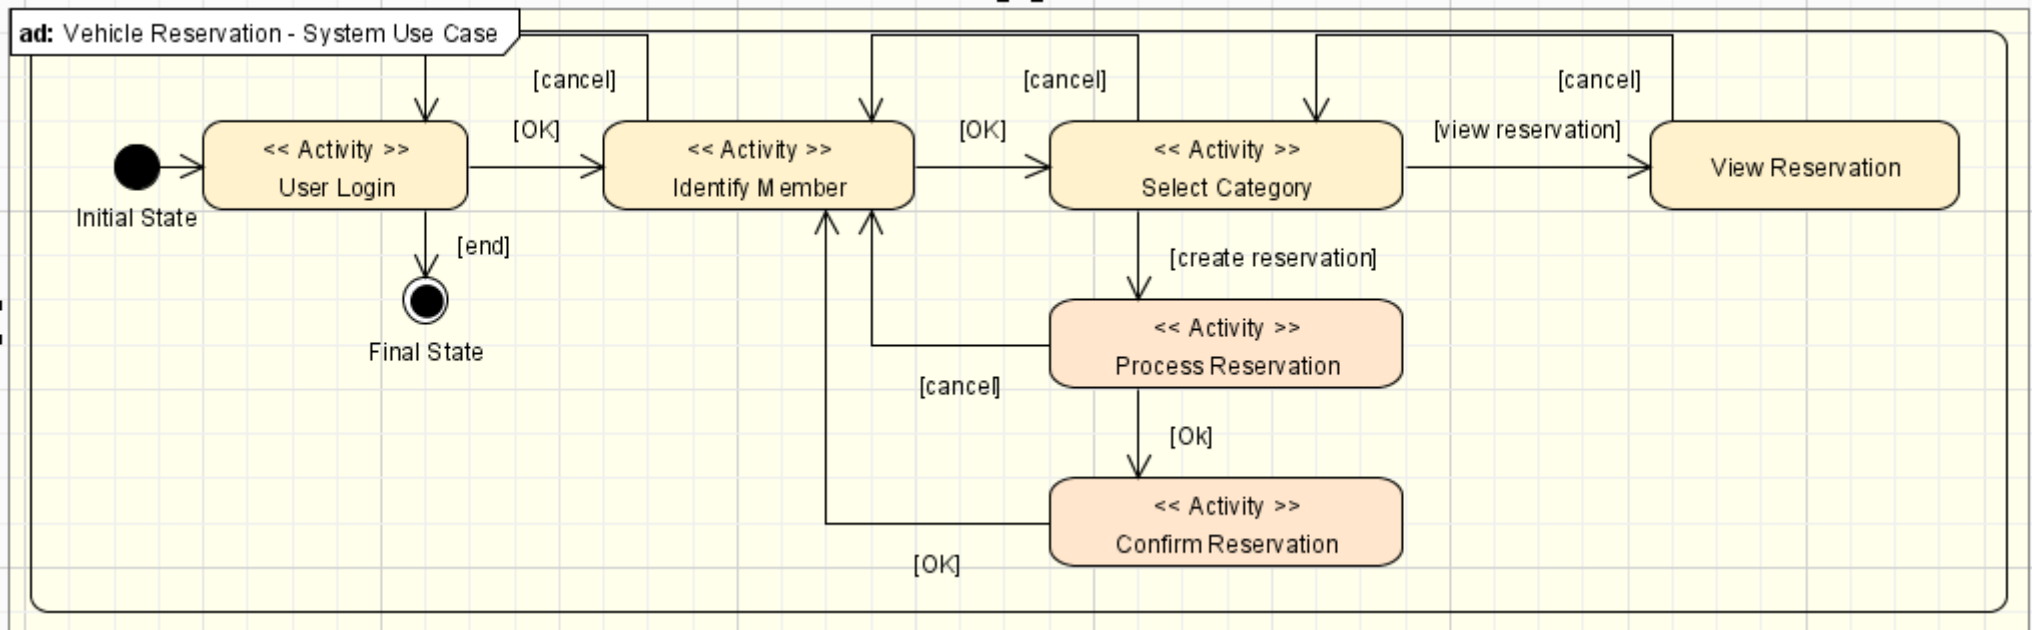 ad: Vehicle Reservation - System Use Case
[cancel]
[cancel]
[cancel]
[OK]
[OK]
[view reservation]
<< Activity >>
User Login
<< Activity >>
Identify Member
<< Activity >>
Select Category
View Reservation
Initial State
[end]
[create reservation]
Final State
<< Activity >>
Process Reservation
[cancel]
[Ok]
<< Activity >>
Confirm Reservation
[OK]